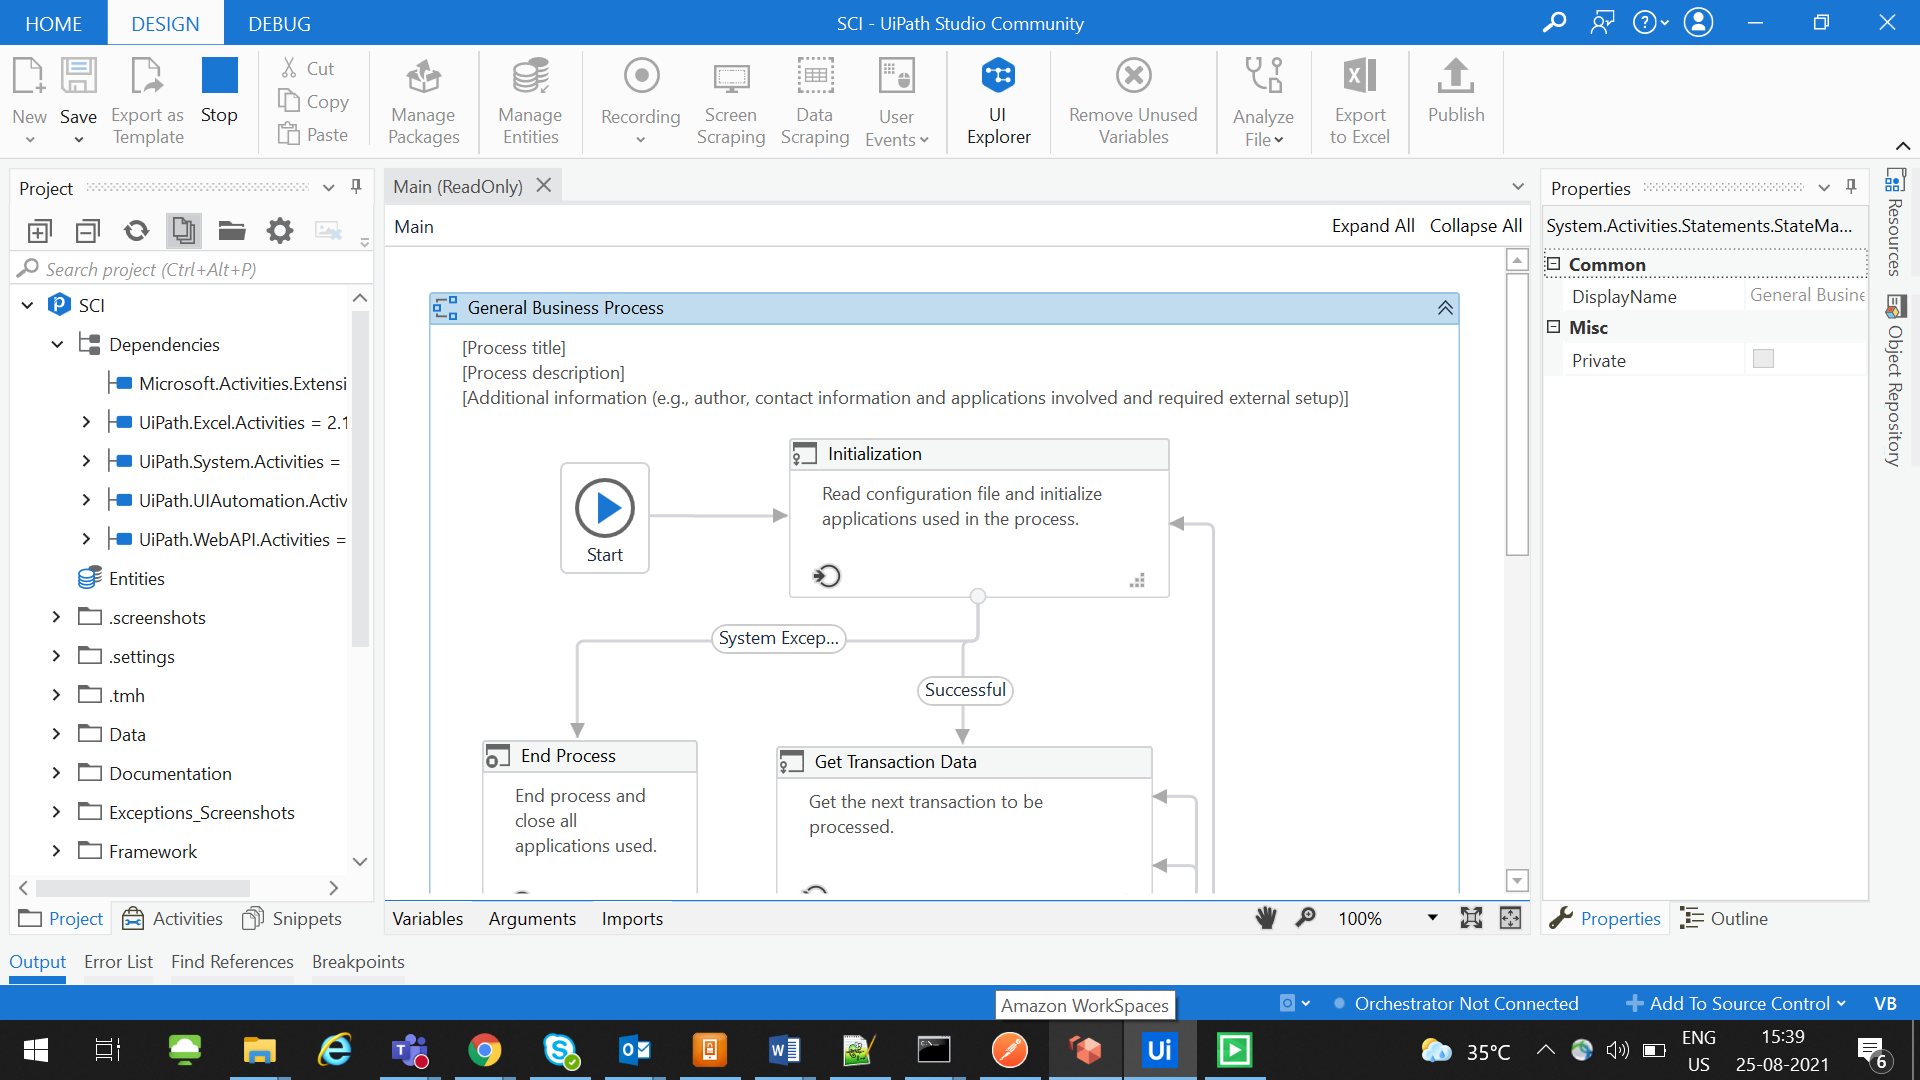 HOME DESIGN DEBUG
SCI - UiPath Studio Community
New
Save
Export as
Template
Stop
Cut
Copy
Paste
Manage
Packages
Manage
Entities
Recording
Screen
Scraping
Data
Scraping
User
Events
UI
Explorer
Remove Unused
Variables
Analyze
File
Export
to Excel
Publish
Project
Search project (Ctrl+Alt+P)
SCI
Dependencies
Microsoft.Activities.Extensi
UiPath.Excel.Activities = 2.1
UiPath.System.Activities =
UiPath.UIAutomation.Activ
UiPath.WebAPI.Activities =
Entities
.screenshots
.settings
.tmh
Data
Documentation
Exceptions_Screenshots
Framework
Project Activities Snippets
Main (ReadOnly)
Main
Expand All Collapse All
General Business Process
[Process title]
[Process description]
[Additional information (e.g., author, contact information and applications involved and required external setup)]
Start
Initialization
Read configuration file and initialize
applications used in the process.
System Excep...
Successful
End Process
End process and
close all
applications used.
Get Transaction Data
Get the next transaction to be
processed.
Variables Arguments Imports
100%
Properties
System.Activities.Statements.StateMa...
Common
DisplayName General Busine
Misc
Private
Properties Outline
Resources
Object Repository
Output Error List Find References Breakpoints
Amazon WorkSpaces
Orchestrator Not Connected
Add To Source Control
VB
Ui
35°C
ENG
US
15:39
25-08-2021
6